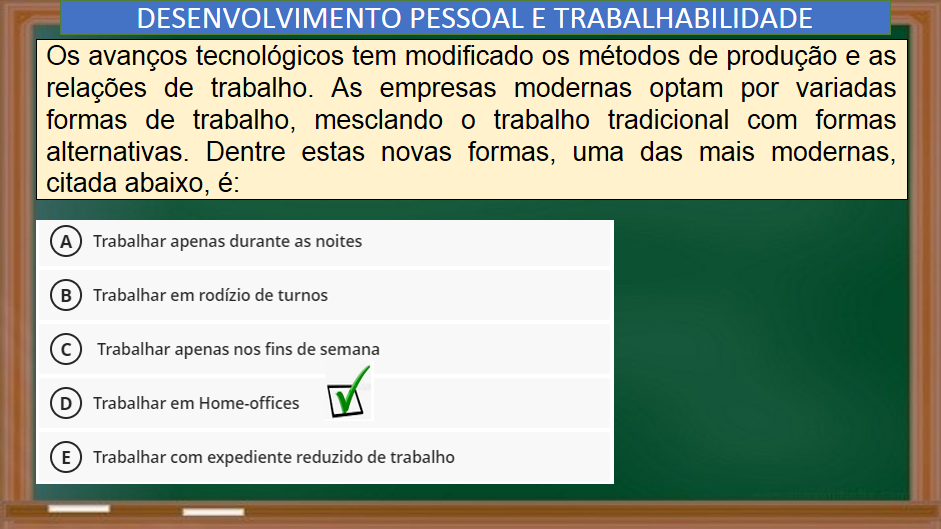 DESENVOLVIMENTO PESSOAL E TRABALHABILIDADE
Os avanços tecnológicos tem modificado os métodos de produção e as
relações de trabalho. As empresas modernas optam por variadas
formas de trabalho, mesclando o trabalho tradicional com formas
alternativas. Dentre estas novas formas, uma das mais modernas,
citada abaixo, é:
A Trabalhar apenas durante as noites
B Trabalhar em rodízio de turnos
C Trabalhar apenas nos fins de semana
D Trabalhar em Home-offices
E Trabalhar com expediente reduzido de trabalho